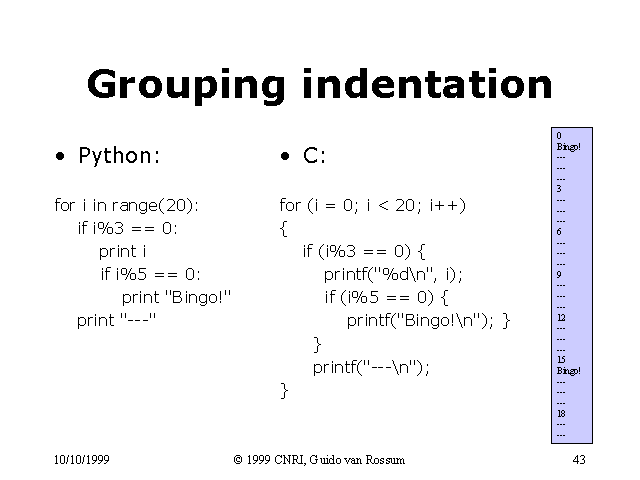 Grouping indentation
• Python:
for i in range(20):
    if i%3 == 0:
        print i
        if i%5 == 0:
            print "Bingo!"
    print "---"
• C:
for (i = 0; i < 20; i++)
{
    if (i%3 == 0) {
        printf("%d\n", i);
        if (i%5 == 0) {
            printf("Bingo!\n"); }
    }
    printf("---\n");
}
0
Bingo!
---
---
---
3
---
---
---
6
---
---
---
9
---
---
---
12
---
---
---
15
Bingo!
---
---
---
18
---
---
10/10/1999
© 1999 CNRI, Guido van Rossum
43